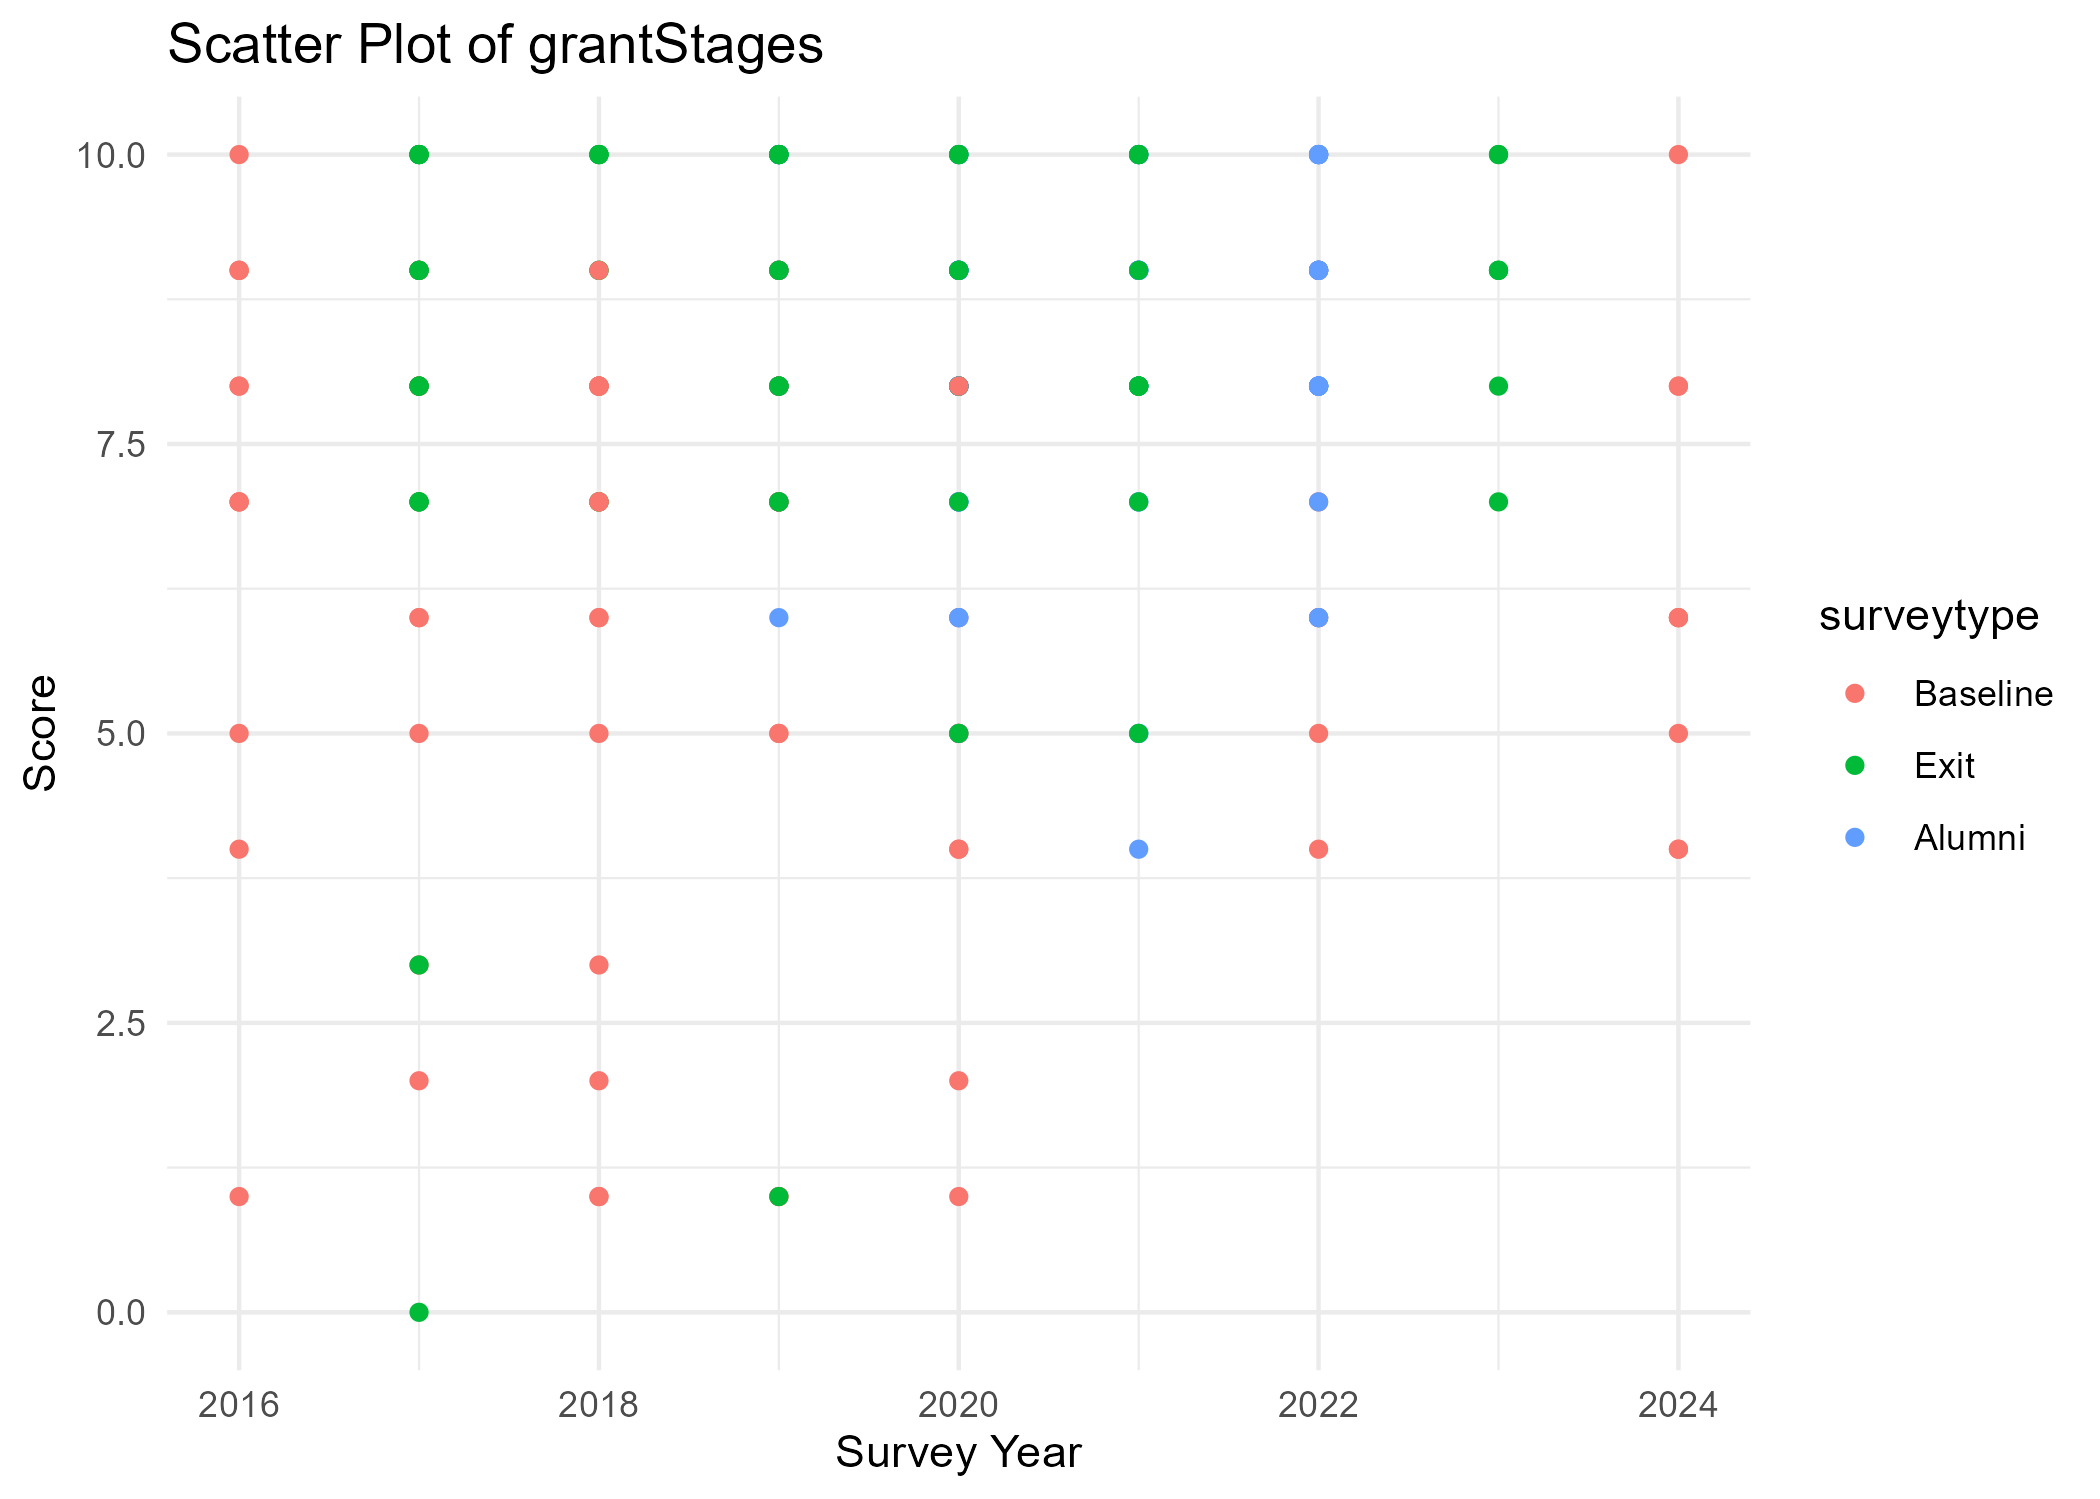 Scatter Plot of grantStages
10.0
7.5
5.0
2.5
0.0
Score
2016
2018
2020
2022
2024
Survey Year
surveytype
Baseline
Exit
Alumni